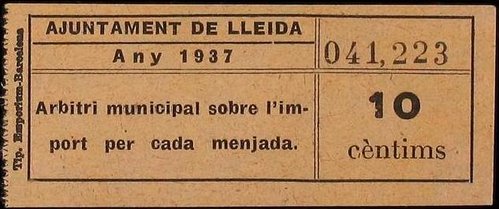 AJUNTAMENT DE LLEIDA
Any 1937
041,223
Arbitri municipal sobre l'im-
port per cada menjada.
10
cèntims
Tip. Emporium-Barcelona